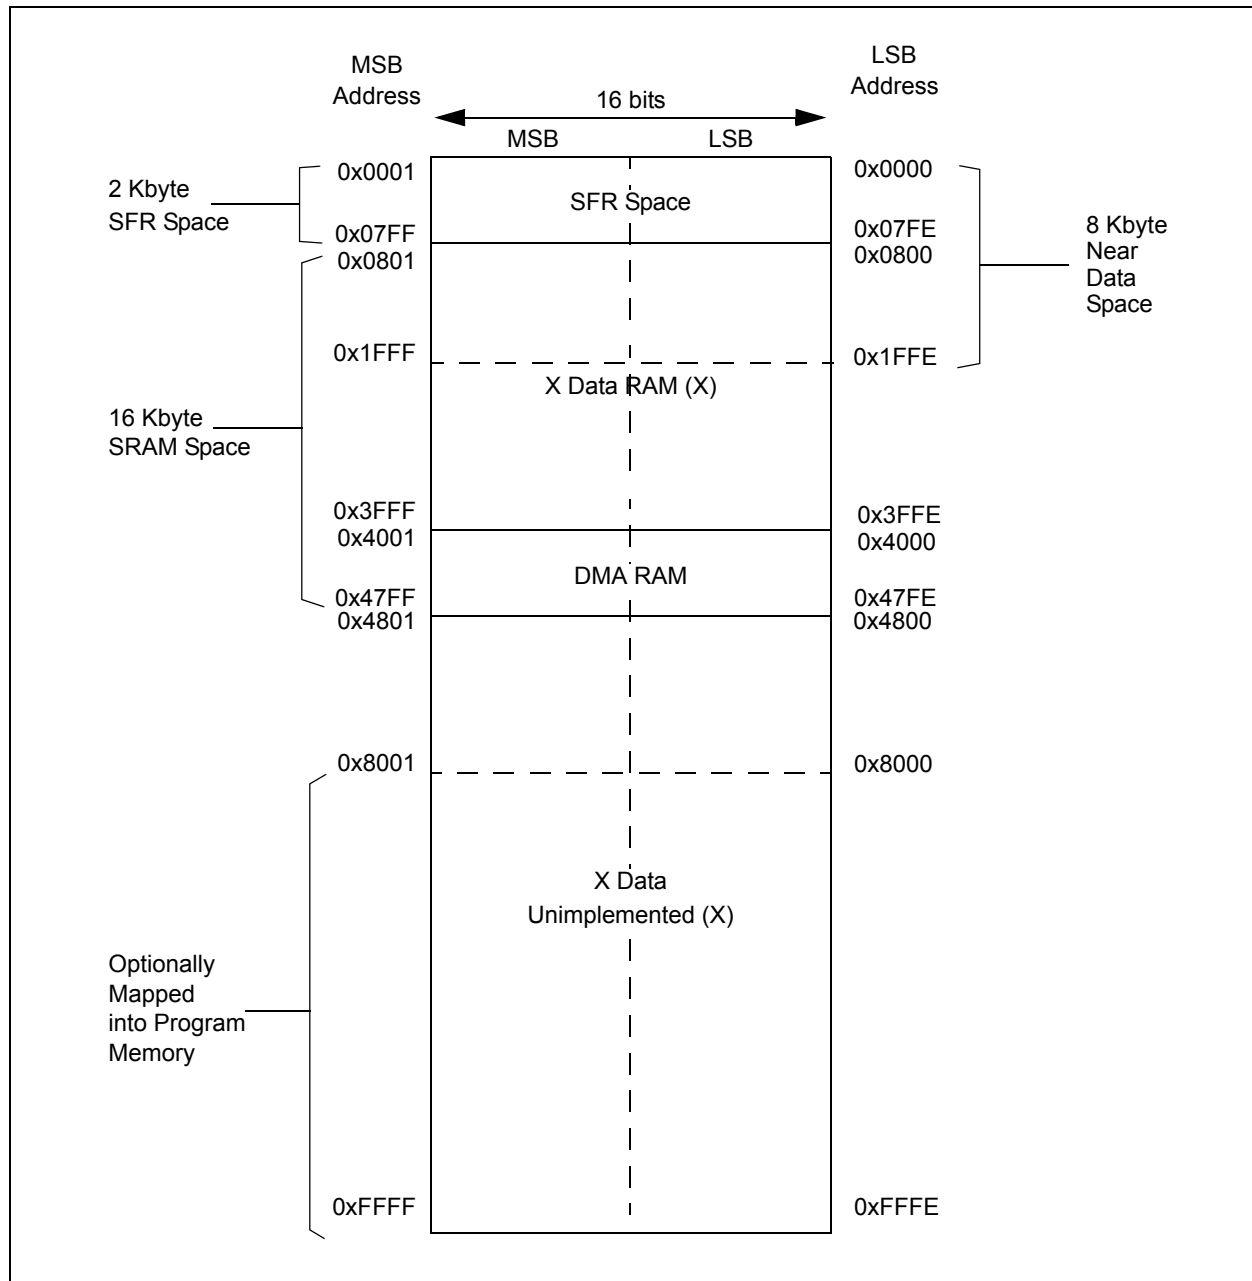 MSB
Address
LSB
Address
16 bits
MSB
LSB
2 Kbyte
SFR Space
0x0001
0x0000
SFR Space
0x07FF
0x07FE
0x0801
0x0800
8 Kbyte
Near
Data
Space
0x1FFF
0x1FFE
X Data RAM (X)
16 Kbyte
SRAM Space
0x3FFF
0x3FFE
0x4001
0x4000
DMA RAM
0x47FF
0x47FE
0x4801
0x4800
0x8001
0x8000
X Data
Unimplemented (X)
Optionally
Mapped
into Program
Memory
0xFFFF
0xFFFE